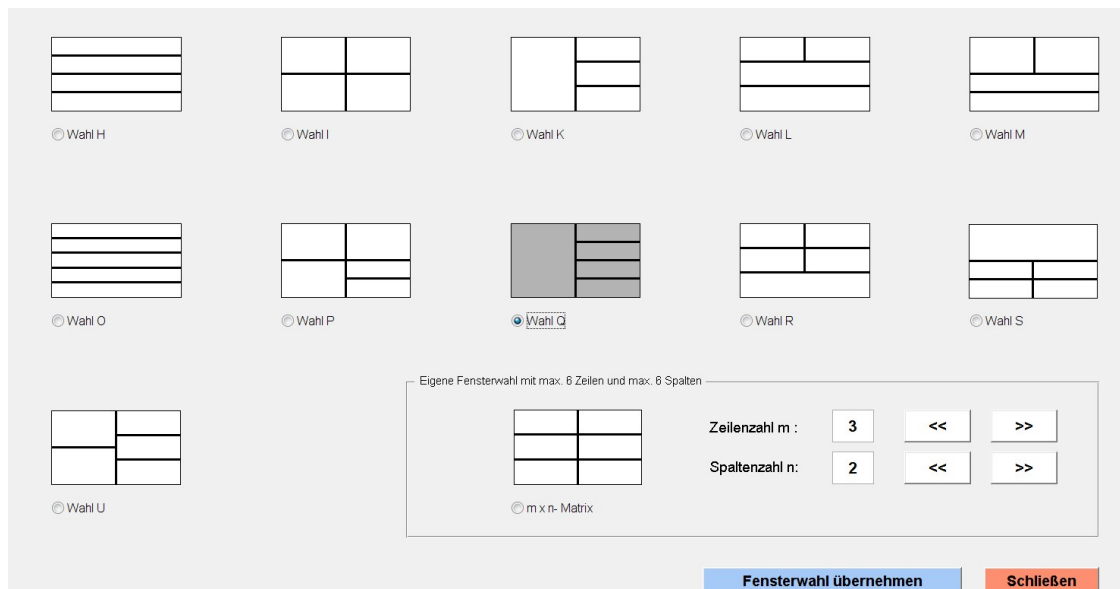 Wahl H
Wahl I
Wahl K
Wahl L
Wahl M
Wahl O
Wahl P
Wahl Q
Wahl R
Wahl S
Wahl U
Eigene Fensterwahl mit max. 6 Zeilen und max. 6 Spalten
m x n- Matrix
Zeilenzahl m : 3 << >>
Spaltenzahl n: 2 << >>
Fensterwahl übernehmen
Schließen